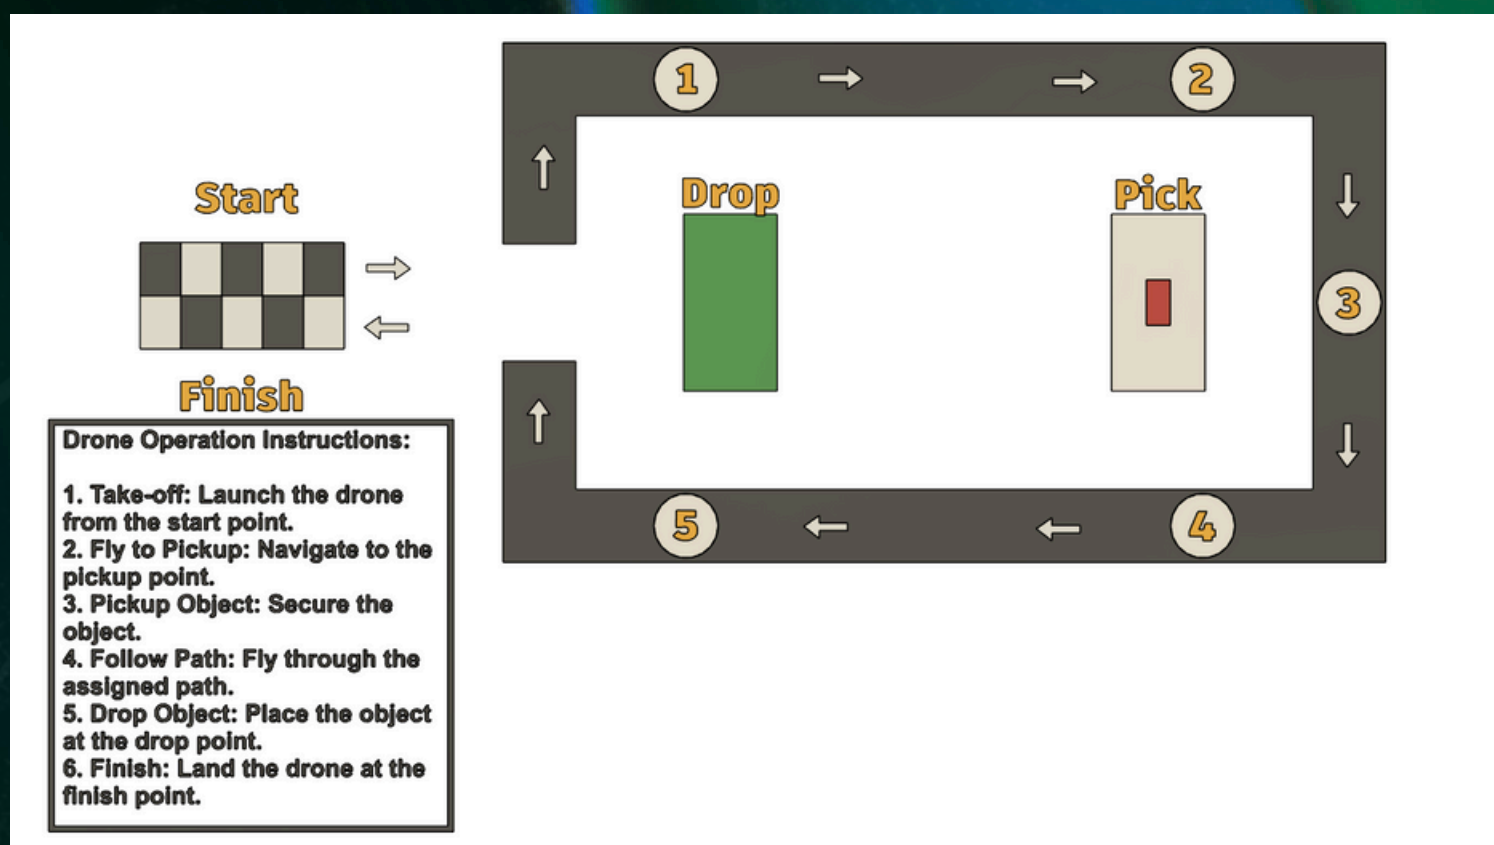 1
2
Start
Drop
Pick
3
Finish
5
4
Drone Operation Instructions:
1. Take-off: Launch the drone
from the start point.
2. Fly to Pickup: Navigate to the
pickup point.
3. Pickup Object: Secure the
object.
4. Follow Path: Fly through the
assigned path.
5. Drop Object: Place the object
at the drop point.
6. Finish: Land the drone at the
finish point.